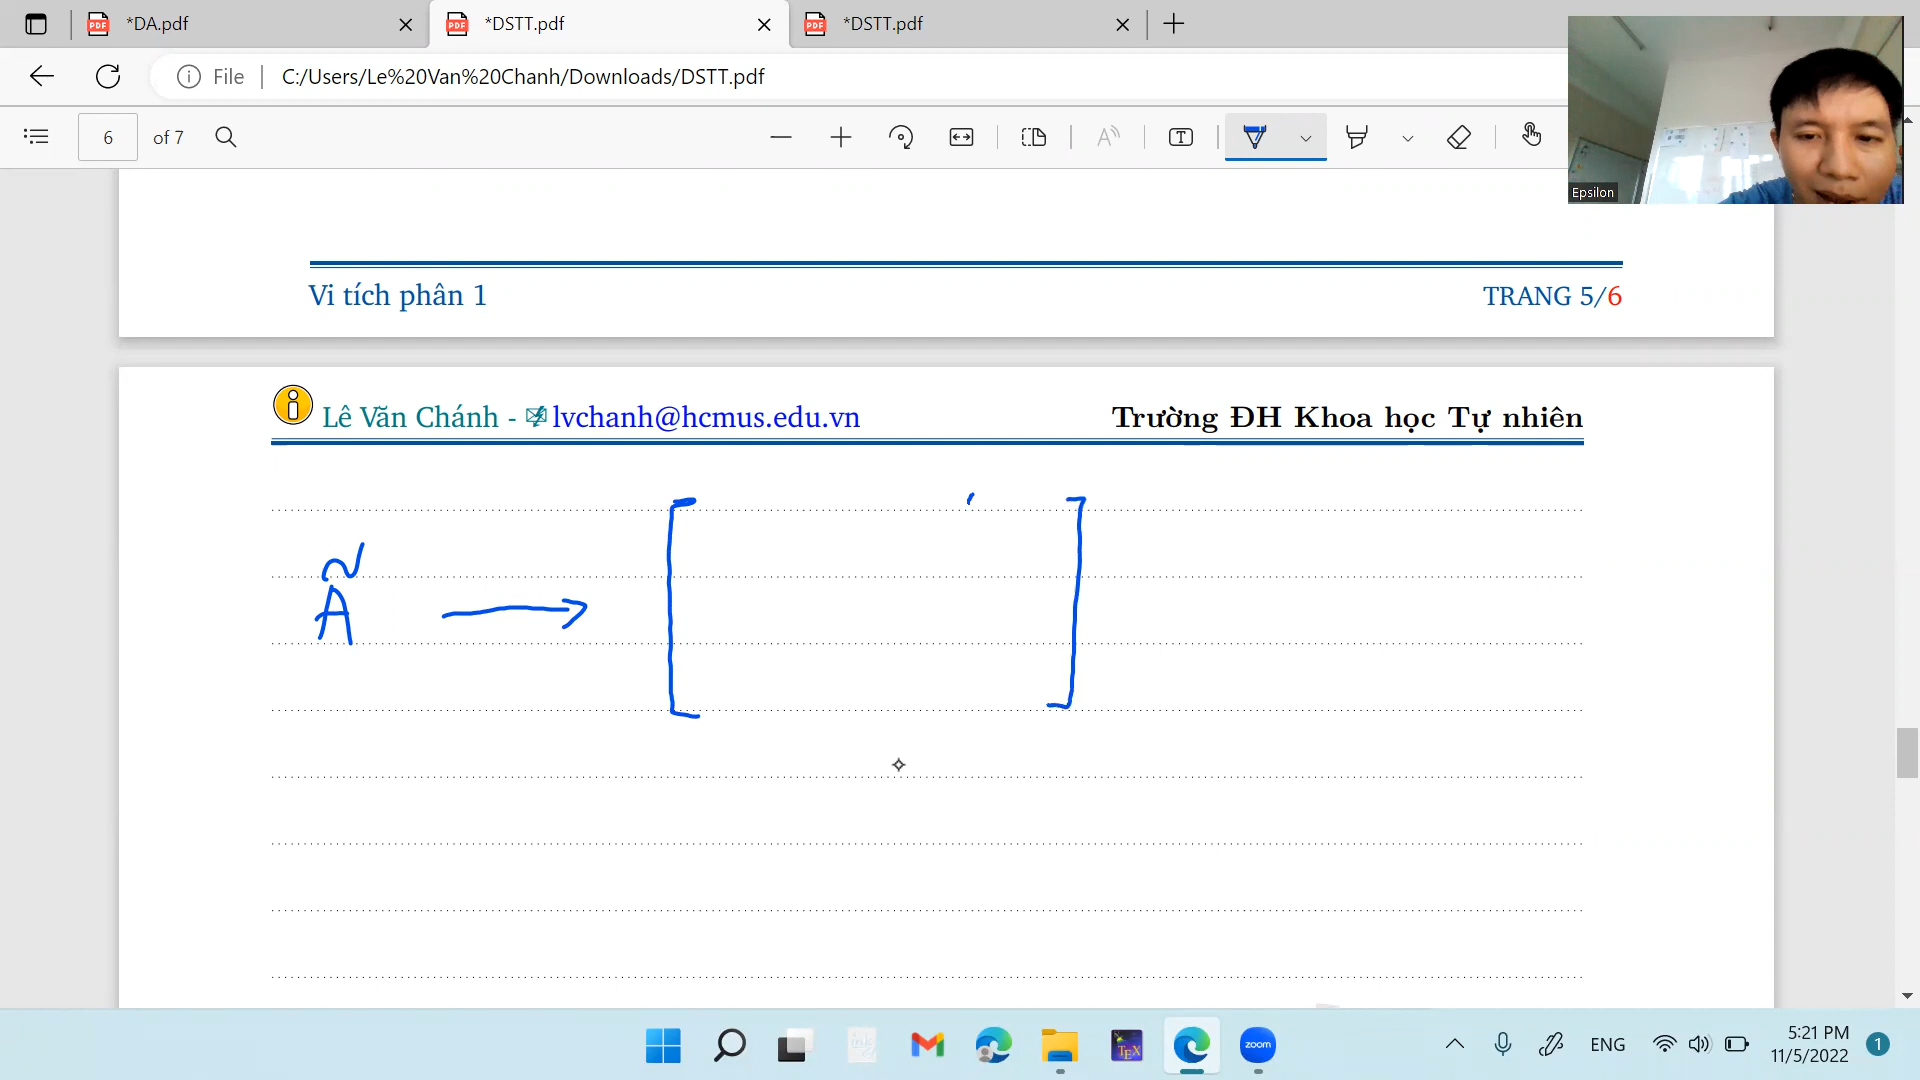 *DA.pdf
*DSTT.pdf
*DSTT.pdf
File
C:/Users/Le%20Van%20Chanh/Downloads/DSTT.pdf
6 of 7
Epsilon
Vi tích phân 1
TRANG 5/6
Lê Văn Chánh - lvchanh@hcmus.edu.vn
Trường ĐH Khoa học Tự nhiên
Ã →
zoom
ENG
5:21 PM
11/5/2022
1